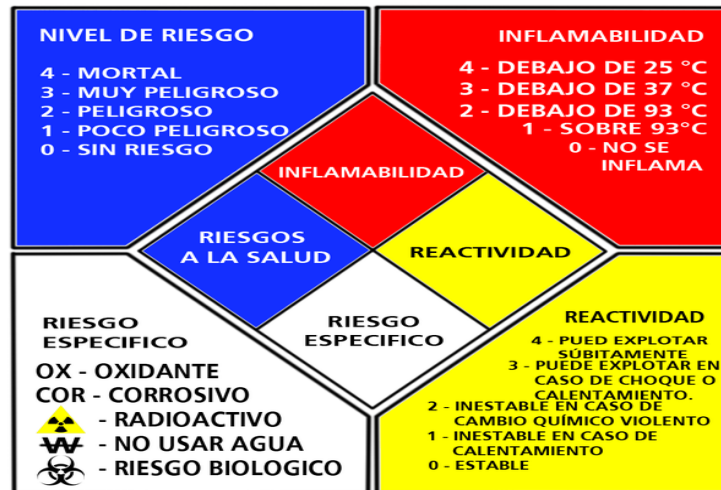 NIVEL DE RIESGO
4 - MORTAL
3 - MUY PELIGROSO
2 - PELIGROSO
1 - POCO PELIGROSO
0 - SIN RIESGO
INFLAMABILIDAD
4 - DEBAJO DE 25 °C
3 - DEBAJO DE 37 °C
2 - DEBAJO DE 93 °C
1 - SOBRE 93°C
0 - NO SE
INFLAMA
INFLAMABILIDAD
RIESGOS
A LA SALUD
REACTIVIDAD
RIESGO
ESPECIFICO
RIESGO
ESPECIFICO
OX - OXIDANTE
COR - CORROSIVO
- RADIOACTIVO
W - NO USAR AGUA
- RIESGO BIOLOGICO
REACTIVIDAD
4 - PUED EXPLOTAR
SÚBITAMENTE
3 - PUEDE EXPLOTAR EN
CASO DE CHOQUE O
CALENTAMIENTO.
2 - INESTABLE EN CASO DE
CAMBIO QUÍMICO VIOLENTO
1 - INESTABLE EN CASO DE
CALENTAMIENTO
0 - ESTABLE